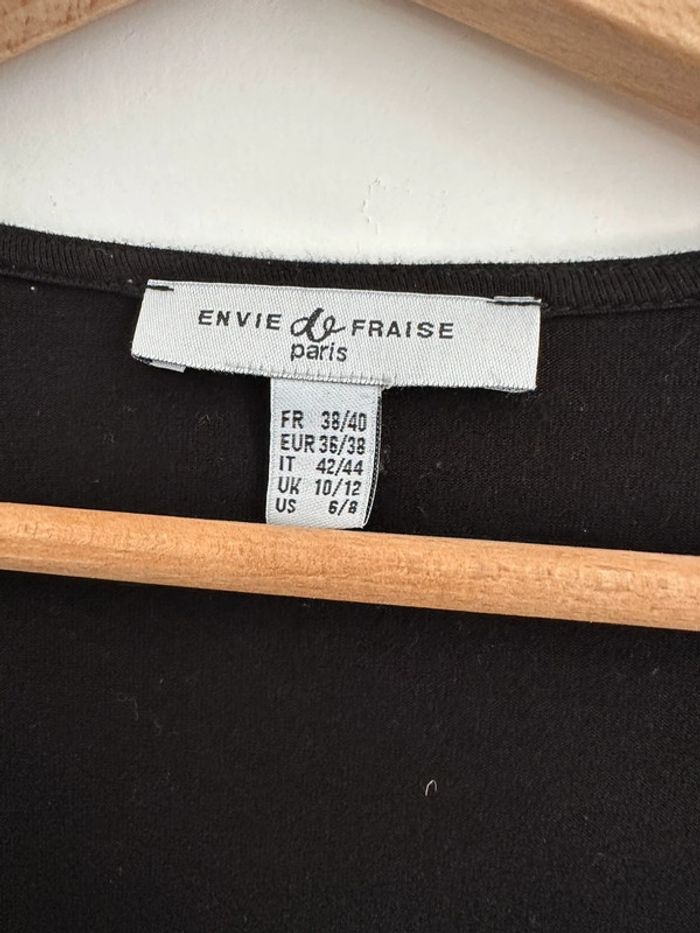 ENVIE de FRAISE
paris
FR 38/40
EUR 36/38
IT 42/44
UK 10/12
US 6/8